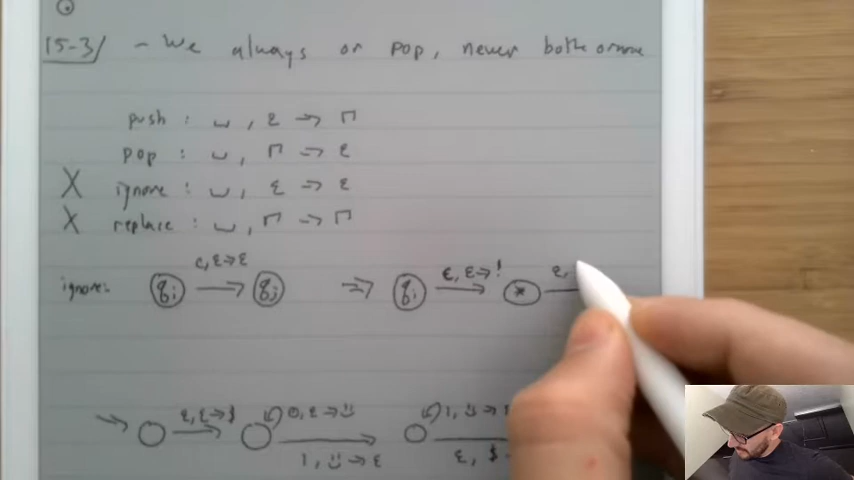 15-3/ - We always or pop, never both or none
push : ␣, ε → Γ
pop : ␣, Γ → ε
X ignore : ␣, ε → ε
X replace : ␣, Γ → Γ
ignore: qi c, ε → ε qj ⇒ qi ε, ε → ! * ε,
ε, ε → $ 0, ε → ⌣̈ 1, ⌣̈ →
1, ⌣̈ → ε ε, $